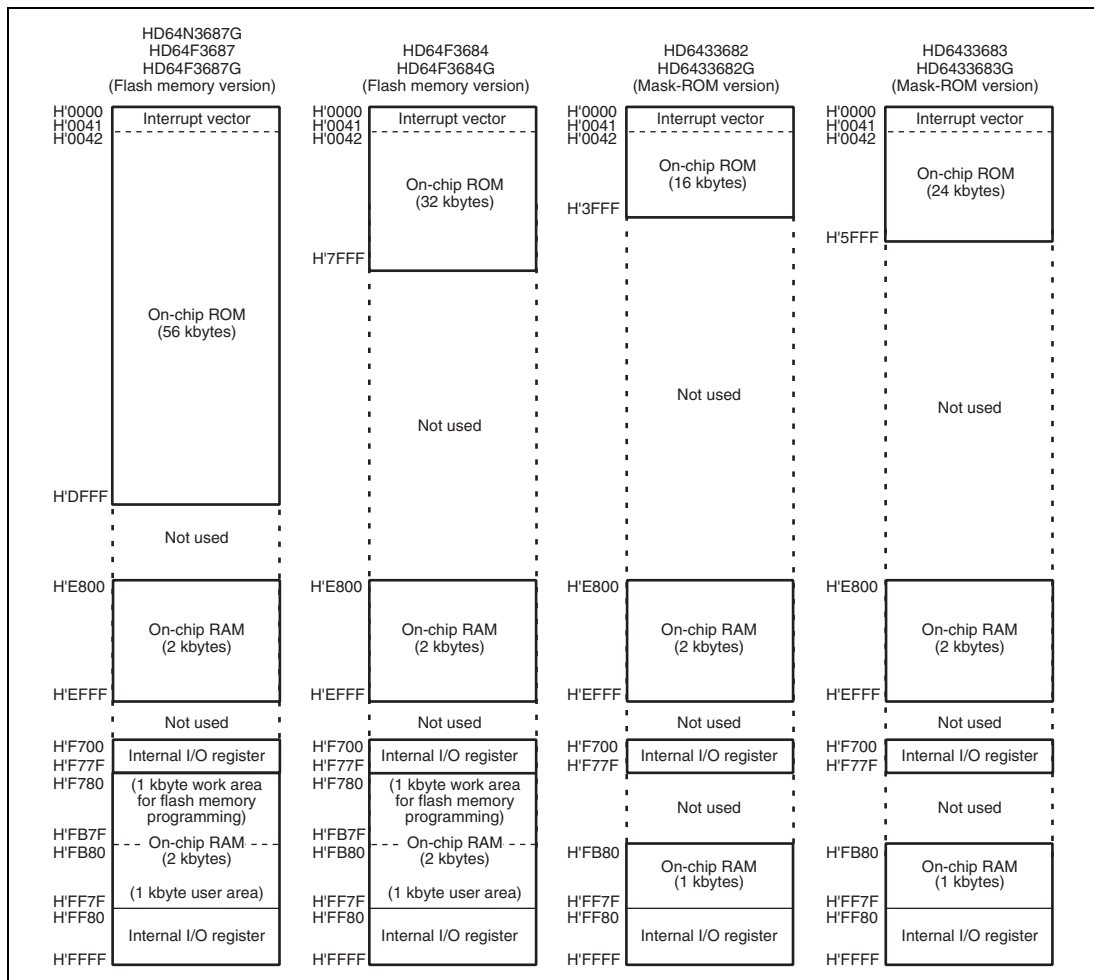 HD64N3687G
HD64F3687
HD64F3687G
(Flash memory version)
H'0000
H'0041
H'0042
Interrupt vector
On-chip ROM
(56 kbytes)
H'DFFF
Not used
H'E800
On-chip RAM
(2 kbytes)
H'EFFF
Not used
H'F700
Internal I/O register
H'F77F
H'F780
(1 kbyte work area
for flash memory
programming)
H'FB7F
On-chip RAM
H'FB80
(2 kbytes)
(1 kbyte user area)
H'FF7F
H'FF80
Internal I/O register
H'FFFF
HD64F3684
HD64F3684G
(Flash memory version)
H'0000
H'0041
H'0042
Interrupt vector
On-chip ROM
(32 kbytes)
H'7FFF
Not used
H'E800
On-chip RAM
(2 kbytes)
H'EFFF
Not used
H'F700
Internal I/O register
H'F77F
H'F780
(1 kbyte work area
for flash memory
programming)
H'FB7F
On-chip RAM
H'FB80
(2 kbytes)
(1 kbyte user area)
H'FF7F
H'FF80
Internal I/O register
H'FFFF
HD6433682
HD6433682G
(Mask-ROM version)
H'0000
H'0041
H'0042
Interrupt vector
On-chip ROM
(16 kbytes)
H'3FFF
Not used
H'E800
On-chip RAM
(2 kbytes)
H'EFFF
Not used
H'F700
Internal I/O register
H'F77F
Not used
H'FB80
On-chip RAM
(1 kbytes)
H'FF7F
H'FF80
Internal I/O register
H'FFFF
HD6433683
HD6433683G
(Mask-ROM version)
H'0000
H'0041
H'0042
Interrupt vector
On-chip ROM
(24 kbytes)
H'5FFF
Not used
H'E800
On-chip RAM
(2 kbytes)
H'EFFF
Not used
H'F700
Internal I/O register
H'F77F
Not used
H'FB80
On-chip RAM
(1 kbytes)
H'FF7F
H'FF80
Internal I/O register
H'FFFF